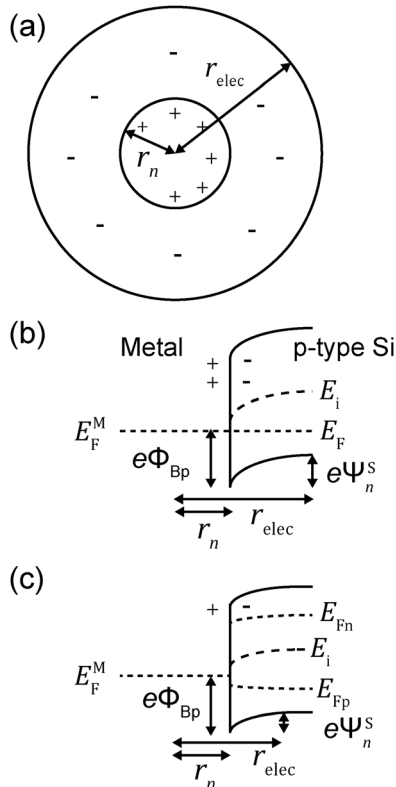 (a)
-
- r_elec -
+ + +
- r_n + -
+ +
- -
-
(b)
Metal p-type Si
+ -
+ -
E_i
E_F^M E_F
eΦ_Bp
eΨ_n^S
r_n r_elec
(c)
+ -
E_Fn
E_i
E_F^M
E_Fp
eΦ_Bp
eΨ_n^S
r_n r_elec